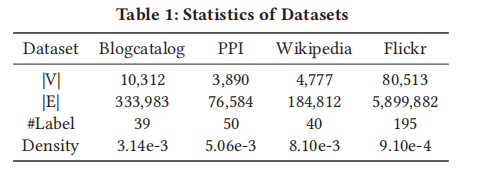 Table 1: Statistics of Datasets
Dataset Blogcatalog PPI Wikipedia Flickr
|V| 10,312 3,890 4,777 80,513
|E| 333,983 76,584 184,812 5,899,882
#Label 39 50 40 195
Density 3.14e-3 5.06e-3 8.10e-3 9.10e-4